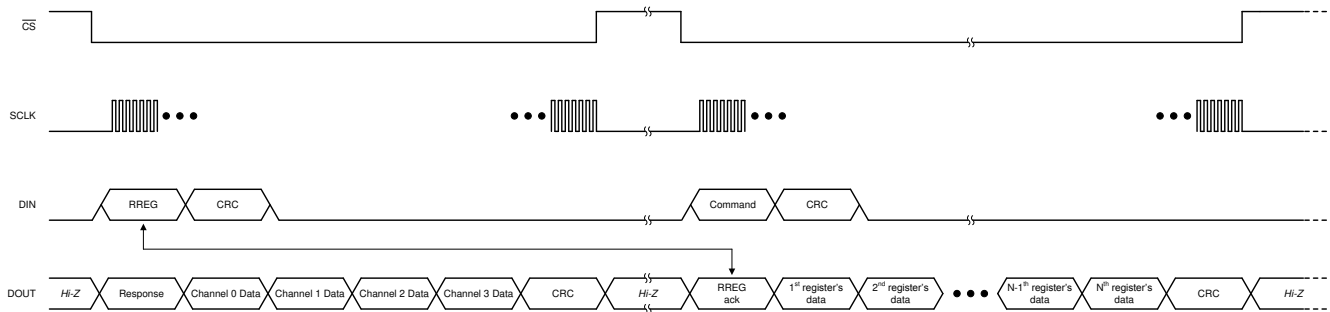 CS
SCLK
DIN
RREG
CRC
Command
CRC
DOUT
Hi-Z
Response
Channel 0 Data
Channel 1 Data
Channel 2 Data
Channel 3 Data
CRC
Hi-Z
RREG
ack
1st register's
data
2nd register's
data
N-1th register's
data
Nth register's
data
CRC
Hi-Z